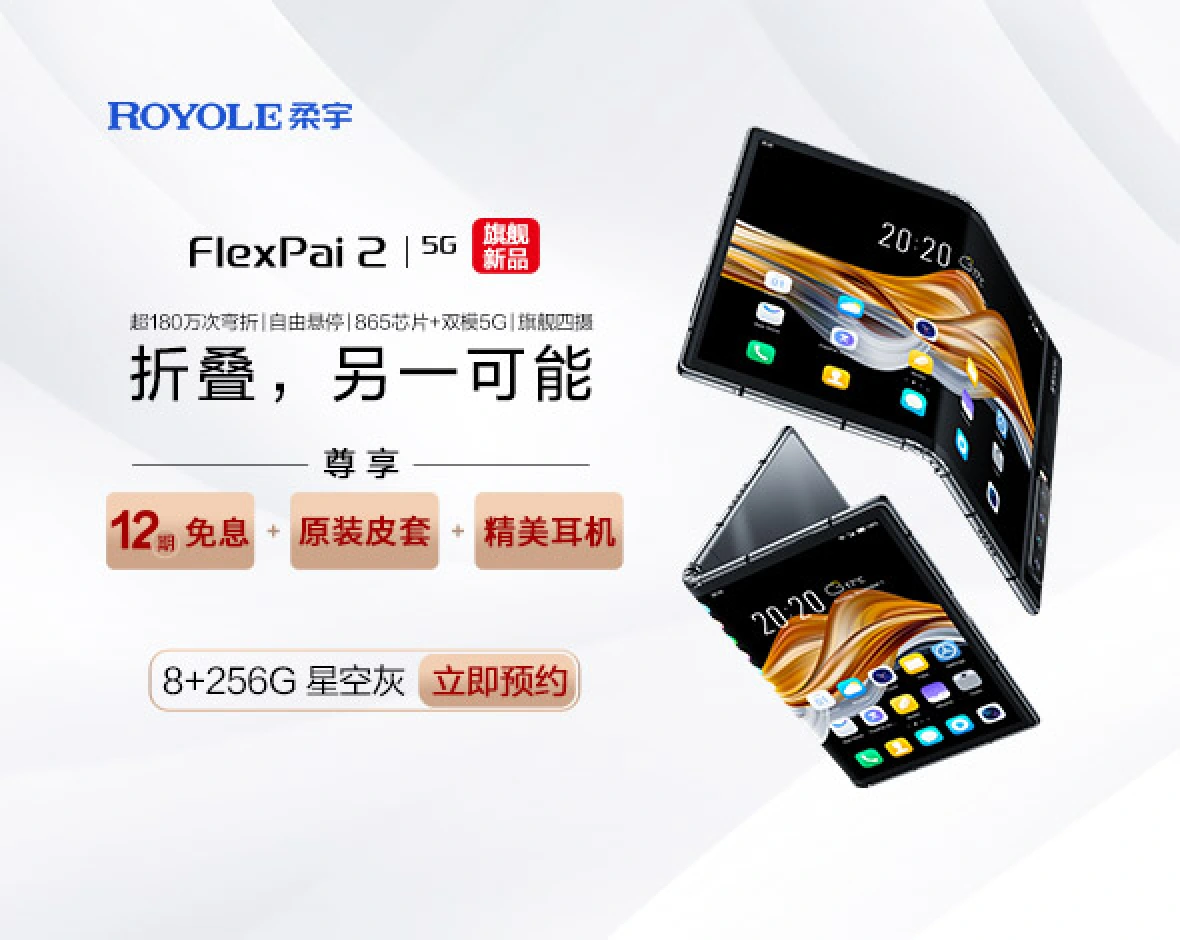 ROYOLE 柔宇
FlexPai 2 | 5G 旗舰新品
超180万次弯折|自由悬停|865芯片+双模5G|旗舰四摄
折叠，另一可能
尊享
12期免息 + 原装皮套 + 精美耳机
8+256G 星空灰 立即预约
20:20
20:20